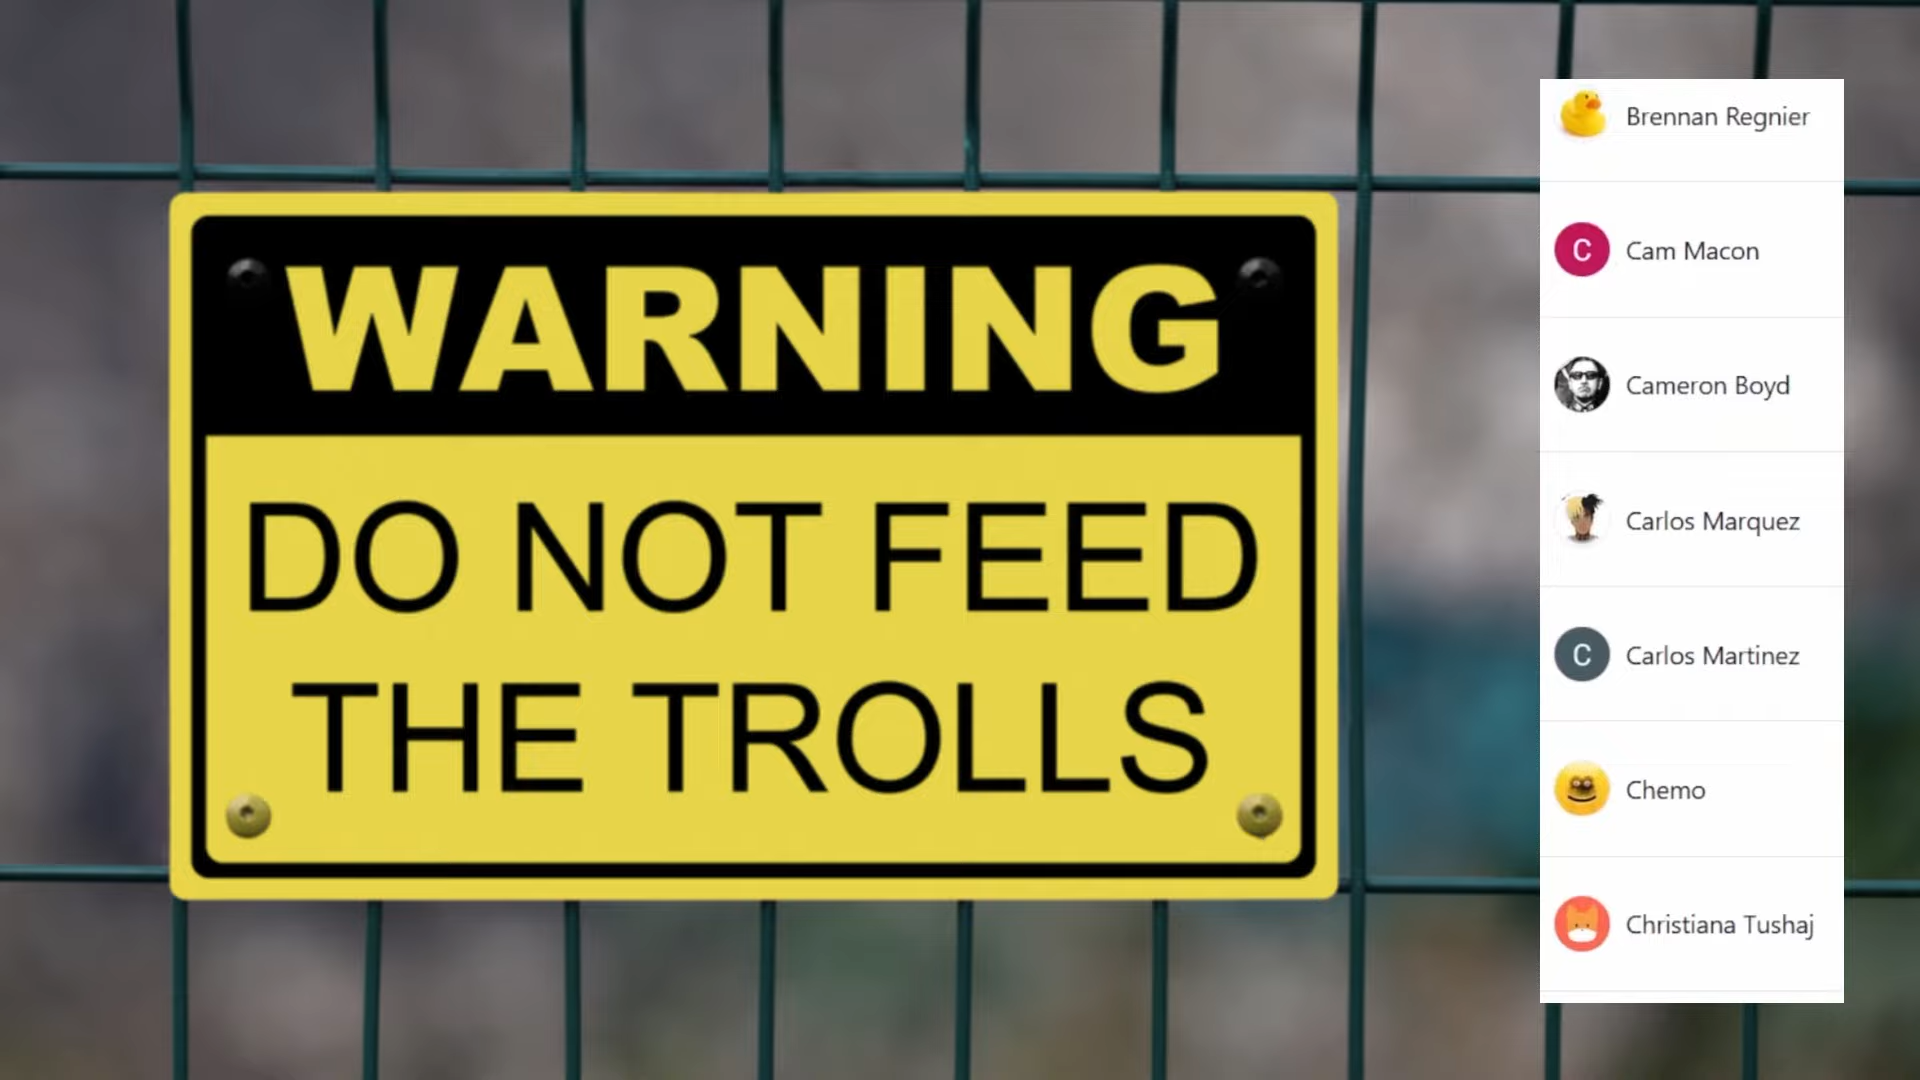 WARNING
DO NOT FEED
THE TROLLS
Brennan Regnier
C
Cam Macon
Cameron Boyd
Carlos Marquez
C
Carlos Martinez
Chemo
Christiana Tushaj